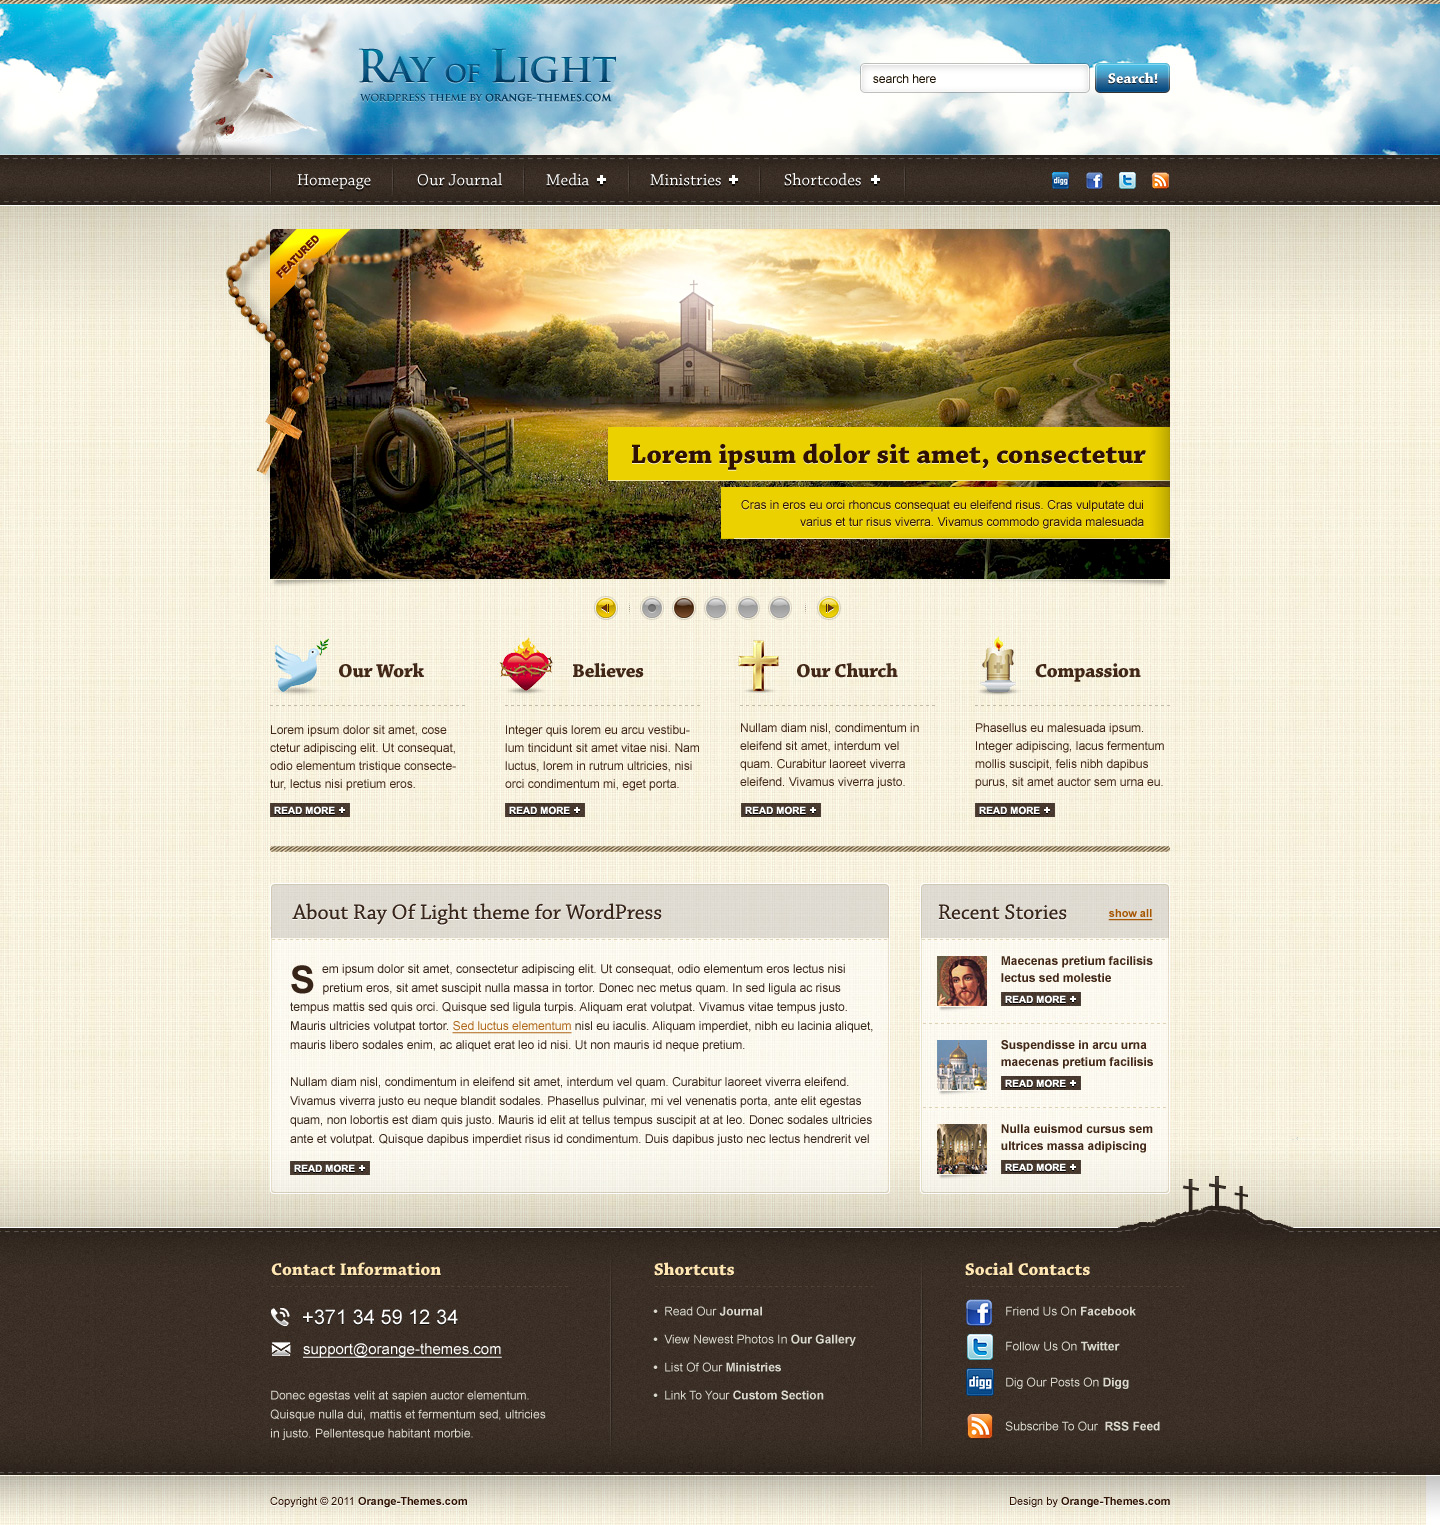 RAY OF LIGHT
WORDPRESS THEME BY ORANGE-THEMES.COM
search here
Search!
Homepage
Our Journal
Media +
Ministries +
Shortcodes +
digg
FEATURED
Lorem ipsum dolor sit amet, consectetur
Cras in eros eu orci rhoncus consequat eu eleifend risus. Cras vulputate dui
varius et tur risus viverra. Vivamus commodo gravida malesuada
Our Work
Lorem ipsum dolor sit amet, cose
ctetur adipiscing elit. Ut consequat,
odio elementum tristique consecte-
tur, lectus nisi pretium eros.
READ MORE +
Believes
Integer quis lorem eu arcu vestibu-
lum tincidunt sit amet vitae nisi. Nam
luctus, lorem in rutrum ultricies, nisi
orci condimentum mi, eget porta.
READ MORE +
Our Church
Nullam diam nisl, condimentum in
eleifend sit amet, interdum vel
quam. Curabitur laoreet viverra
eleifend. Vivamus viverra justo.
READ MORE +
Compassion
Phasellus eu malesuada ipsum.
Integer adipiscing, lacus fermentum
mollis suscipit, felis nibh dapibus
purus, sit amet auctor sem urna eu.
READ MORE +
About Ray Of Light theme for WordPress
Sem ipsum dolor sit amet, consectetur adipiscing elit. Ut consequat, odio elementum eros lectus nisi
pretium eros, sit amet suscipit nulla massa in tortor. Donec nec metus quam. In sed ligula ac risus
tempus mattis sed quis orci. Quisque sed ligula turpis. Aliquam erat volutpat. Vivamus vitae tempus justo.
Mauris ultricies volutpat tortor. Sed luctus elementum nisl eu iaculis. Aliquam imperdiet, nibh eu lacinia aliquet,
mauris libero sodales enim, ac aliquet erat leo id nisi. Ut non mauris id neque pretium.
Nullam diam nisl, condimentum in eleifend sit amet, interdum vel quam. Curabitur laoreet viverra eleifend.
Vivamus viverra justo eu neque blandit sodales. Phasellus pulvinar, mi vel venenatis porta, ante elit egestas
quam, non lobortis est diam quis justo. Mauris id elit at tellus tempus suscipit at at leo. Donec sodales ultricies
ante et volutpat. Quisque dapibus imperdiet risus id condimentum. Duis dapibus justo nec lectus hendrerit vel
READ MORE +
Recent Stories
show all
Maecenas pretium facilisis
lectus sed molestie
READ MORE +
Suspendisse in arcu urna
maecenas pretium facilisis
READ MORE +
Nulla euismod cursus sem
ultrices massa adipiscing
READ MORE +
Contact Information
+371 34 59 12 34
support@orange-themes.com
Donec egestas velit at sapien auctor elementum.
Quisque nulla dui, mattis et fermentum sed, ultricies
in justo. Pellentesque habitant morbie.
Shortcuts
• Read Our Journal
• View Newest Photos In Our Gallery
• List Of Our Ministries
• Link To Your Custom Section
Social Contacts
Friend Us On Facebook
Follow Us On Twitter
digg
Dig Our Posts On Digg
Subscribe To Our RSS Feed
Copyright © 2011 Orange-Themes.com
Design by Orange-Themes.com